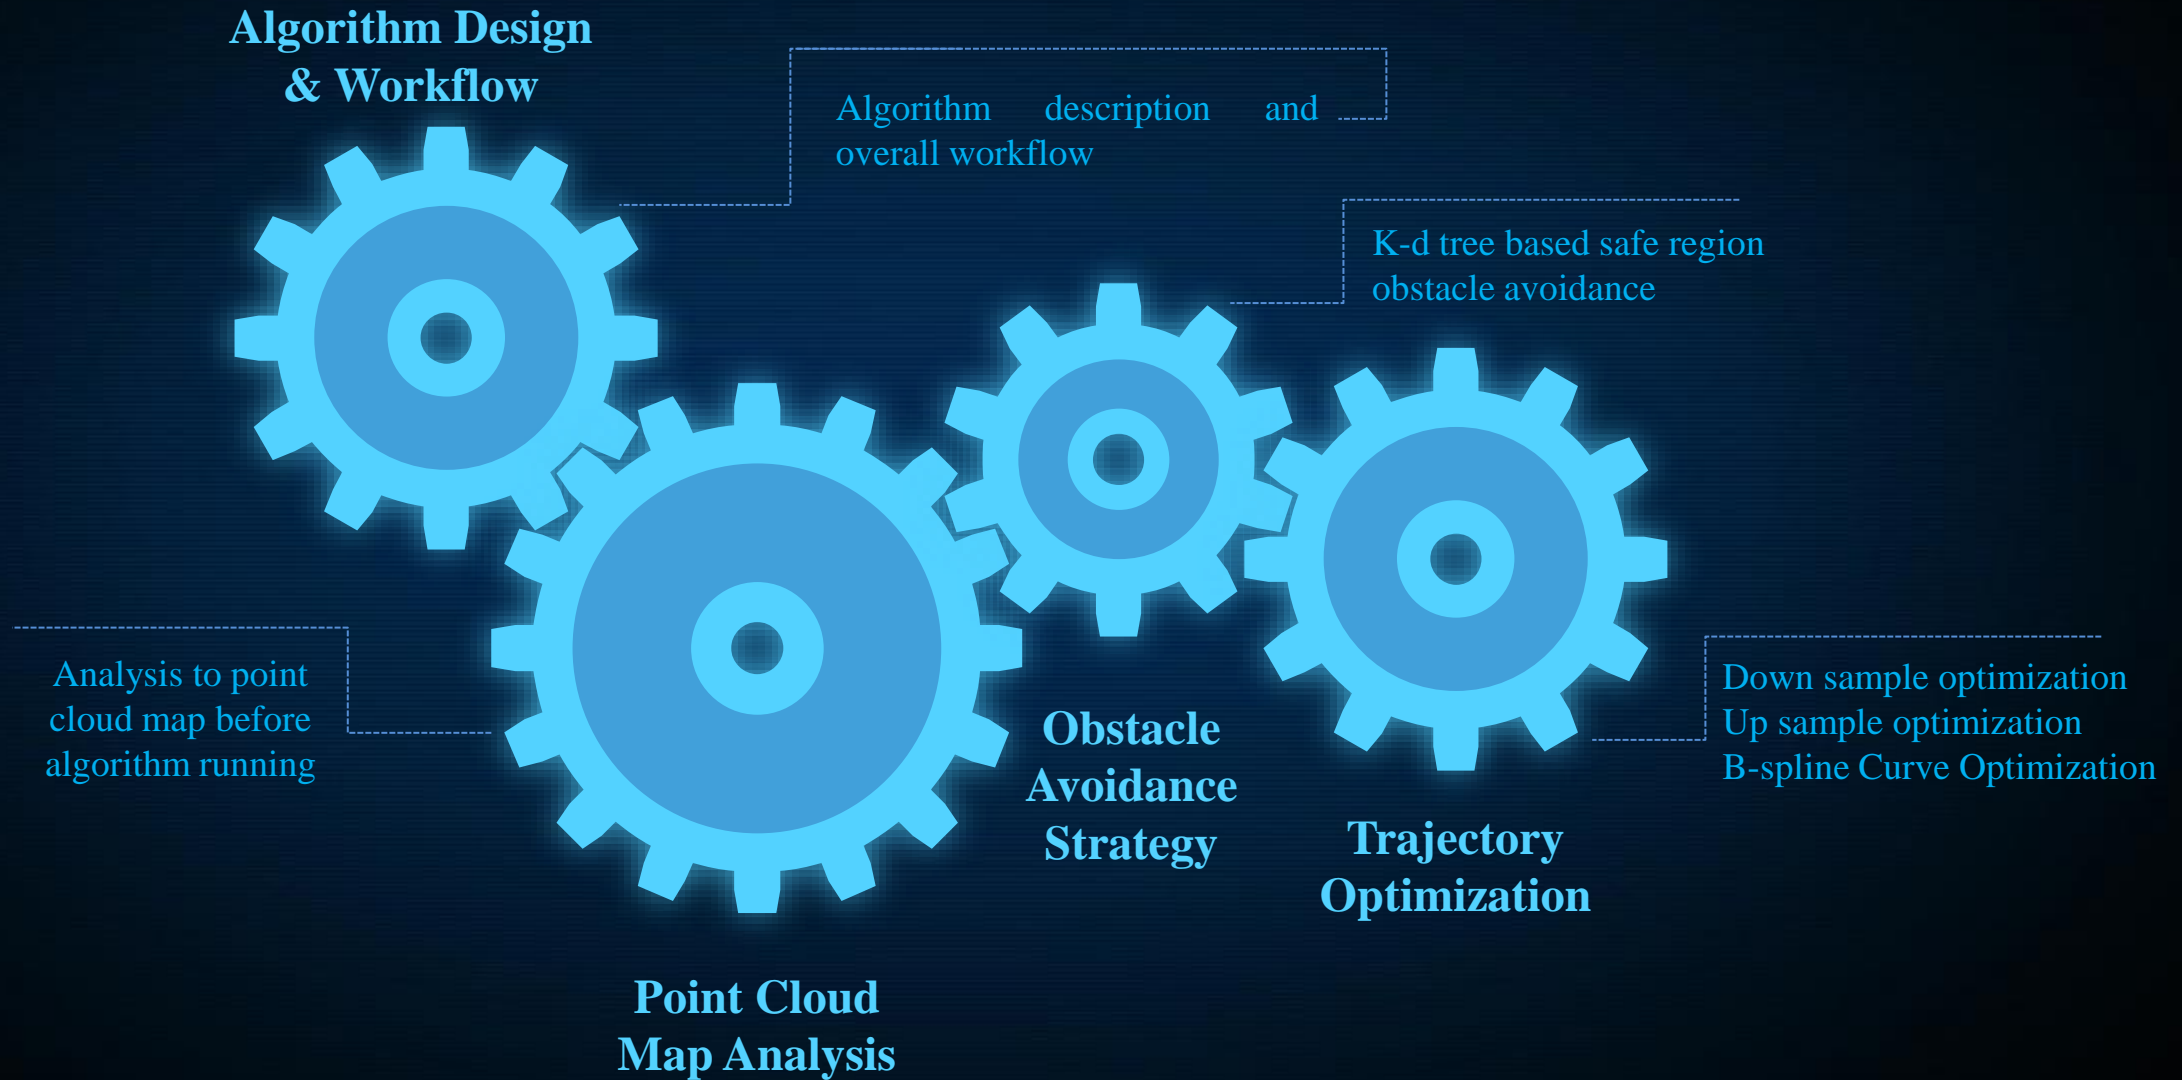 Algorithm Design
& Workflow
Algorithm description and
overall workflow
K-d tree based safe region
obstacle avoidance
Analysis to point
cloud map before
algorithm running
Point Cloud
Map Analysis
Obstacle
Avoidance
Strategy
Trajectory
Optimization
Down sample optimization
Up sample optimization
B-spline Curve Optimization